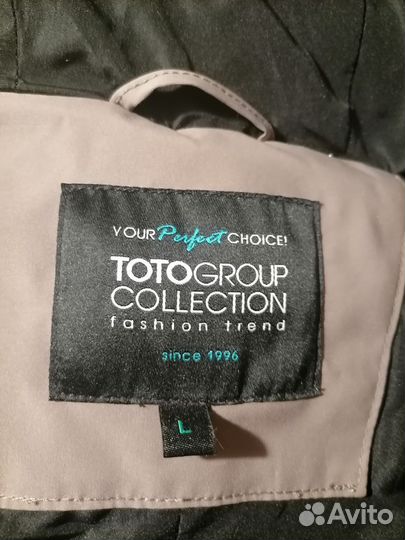 YOUR Perfect CHOICE!
TOTOGROUP
COLLECTION
fashion trend
since 1996
L
Avito